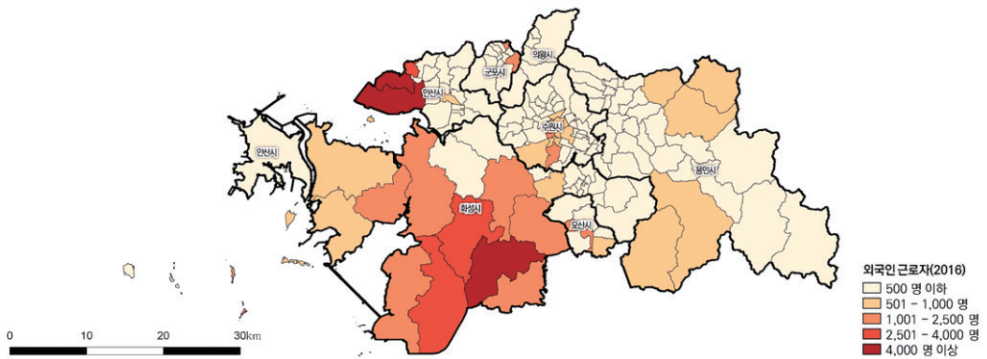 의왕시
군포시
안산시
수원시
안산시
용인시
화성시
오산시
외국인 근로자(2016)
500 명 이하
501 - 1,000 명
1,001 - 2,500 명
2,501 - 4,000 명
4,000 명 이상
0 10 20 30km